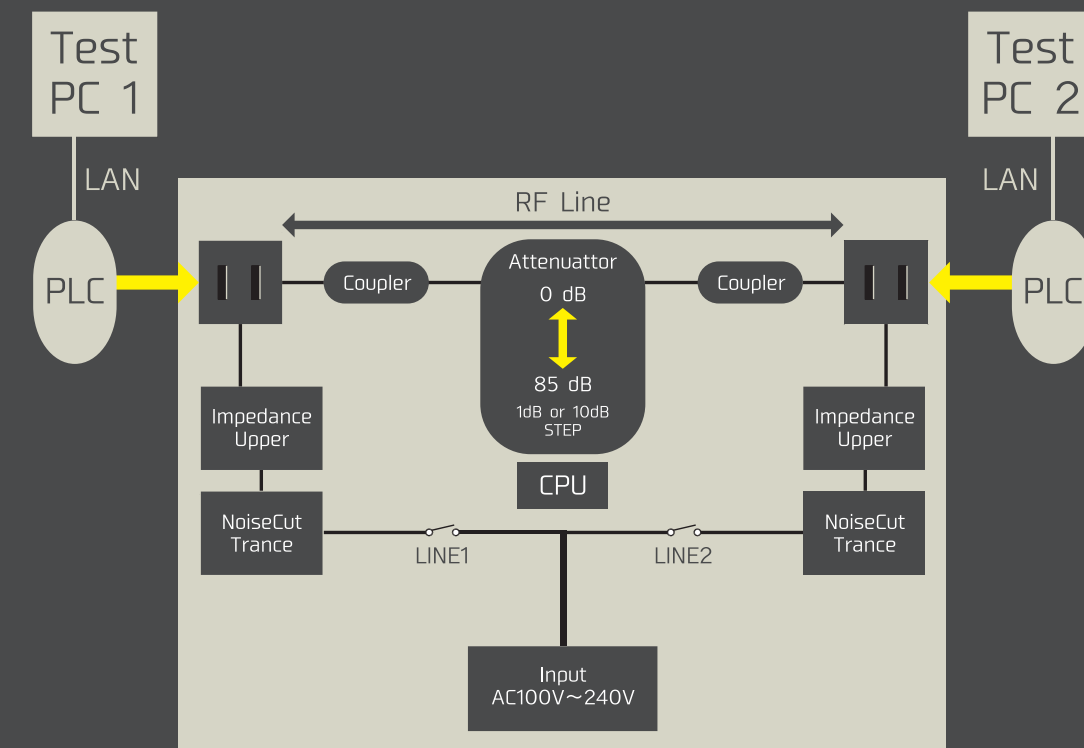 Test
PC 1
Test
PC 2
LAN
LAN
RF Line
PLC
Coupler
Attenuattor
0 dB
85 dB
1dB or 10dB
STEP
Coupler
PLC
Impedance
Upper
Impedance
Upper
CPU
NoiseCut
Trance
LINE1
LINE2
NoiseCut
Trance
Input
AC100V～240V